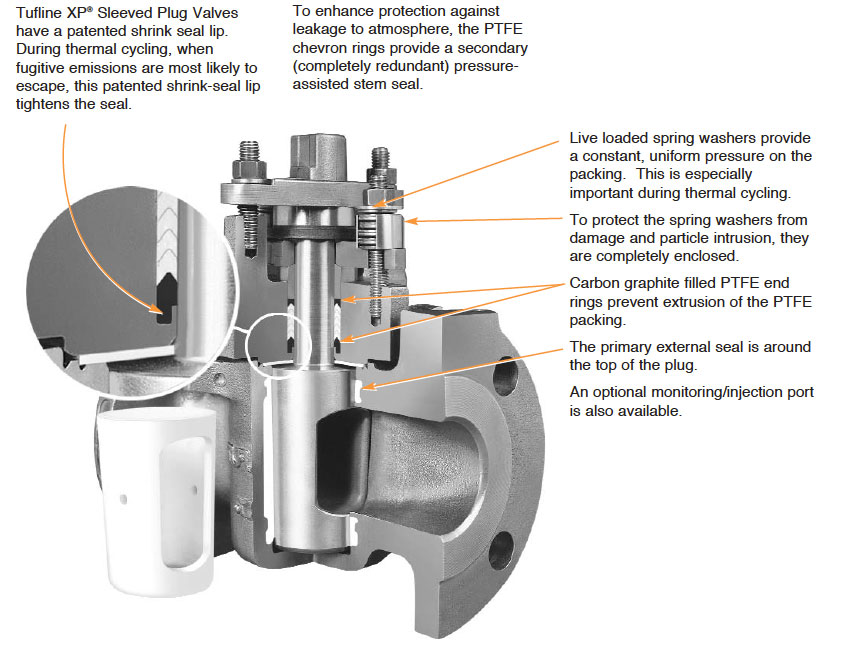 Tufline XP® Sleeved Plug Valves
have a patented shrink seal lip.
During thermal cycling, when
fugitive emissions are most likely to
escape, this patented shrink-seal lip
tightens the seal.
To enhance protection against
leakage to atmosphere, the PTFE
chevron rings provide a secondary
(completely redundant) pressure-
assisted stem seal.
Live loaded spring washers provide
a constant, uniform pressure on the
packing.  This is especially
important during thermal cycling.
To protect the spring washers from
damage and particle intrusion, they
are completely enclosed.
Carbon graphite filled PTFE end
rings prevent extrusion of the PTFE
packing.
The primary external seal is around
the top of the plug.
An optional monitoring/injection port
is also available.